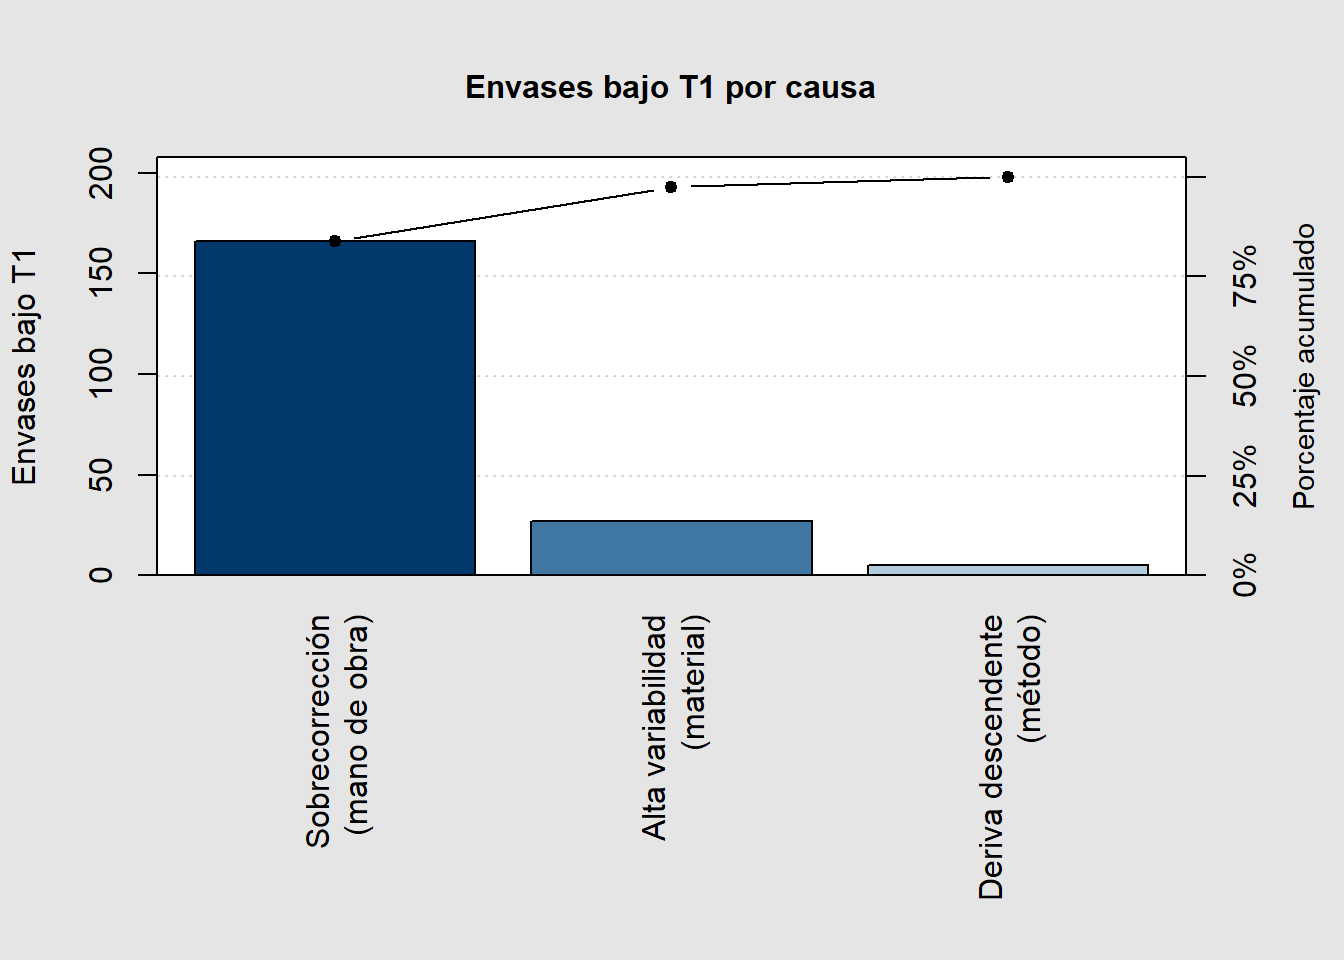 Envases bajo T1 por causa
Envases bajo T1
200
150
100
50
0
75%
50%
25%
0%
Porcentaje acumulado
Sobrecorrección
(mano de obra)
Alta variabilidad
(material)
Deriva descendente
(método)